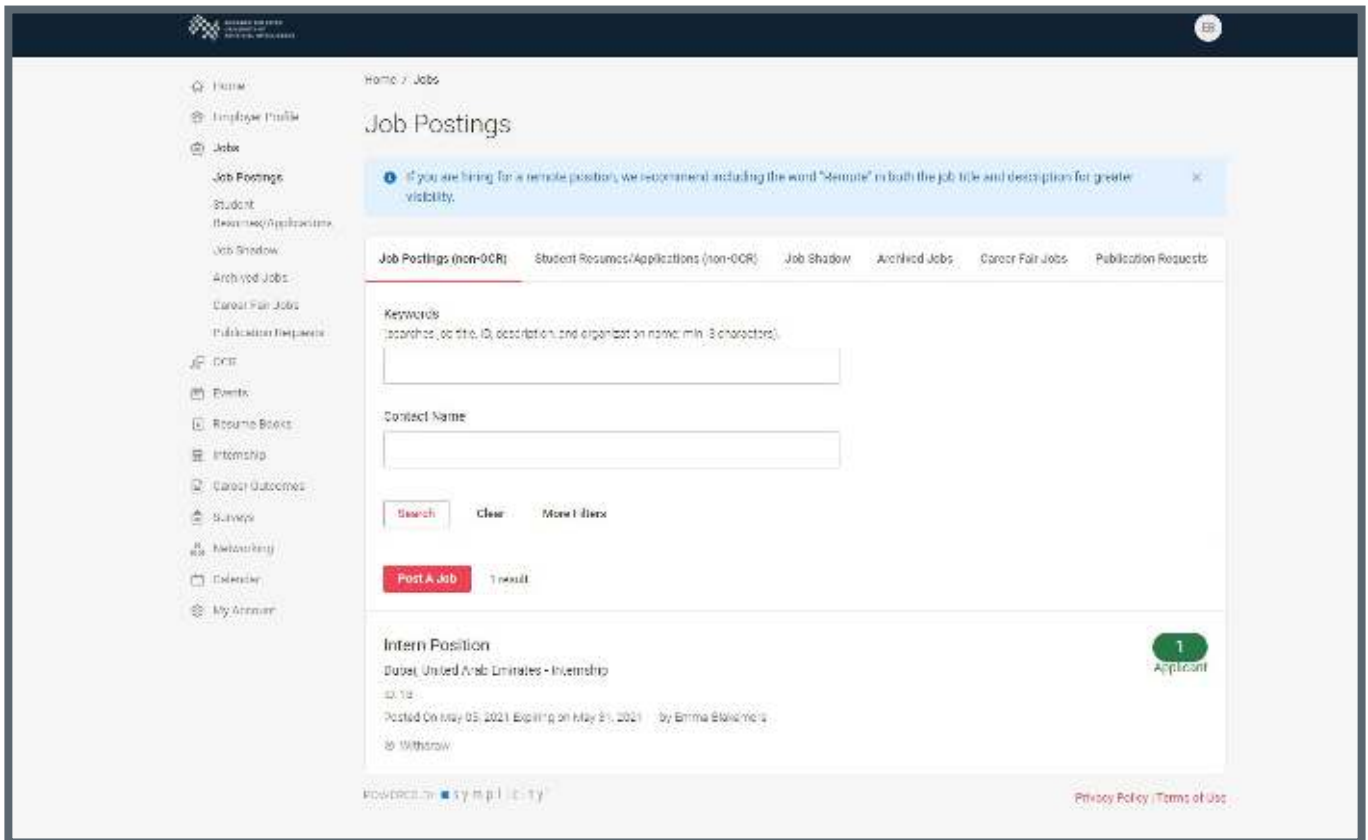 EB
Home
Employer Profile
Jobs
Job Postings
Student
Resumes/Applications
Job Shadow
Archived Jobs
Career Fair Jobs
Publication Requests
OCR
Events
Resume Books
Internship
Career Outcomes
Surveys
Networking
Calendar
My Account
Home / Jobs
Job Postings
If you are hiring for a remote position, we recommend including the word "Remote" in both the job title and description for greater
visibility.
Job Postings (non-OCR) Student Resumes/Applications (non-OCR) Job Shadow Archived Jobs Career Fair Jobs Publication Requests
Keywords
(searches job title, ID, description, and organization name; min. 3 characters).
Contact Name
Search Clear More Filters
Post A Job 1 result
Intern Position
1
Applicant
Dubai, United Arab Emirates - Internship
Posted On May 05, 2021 Expiring on May 31, 2021 by Emma
Withdraw
POWERED BY symplicity
Privacy Policy | Terms of Use